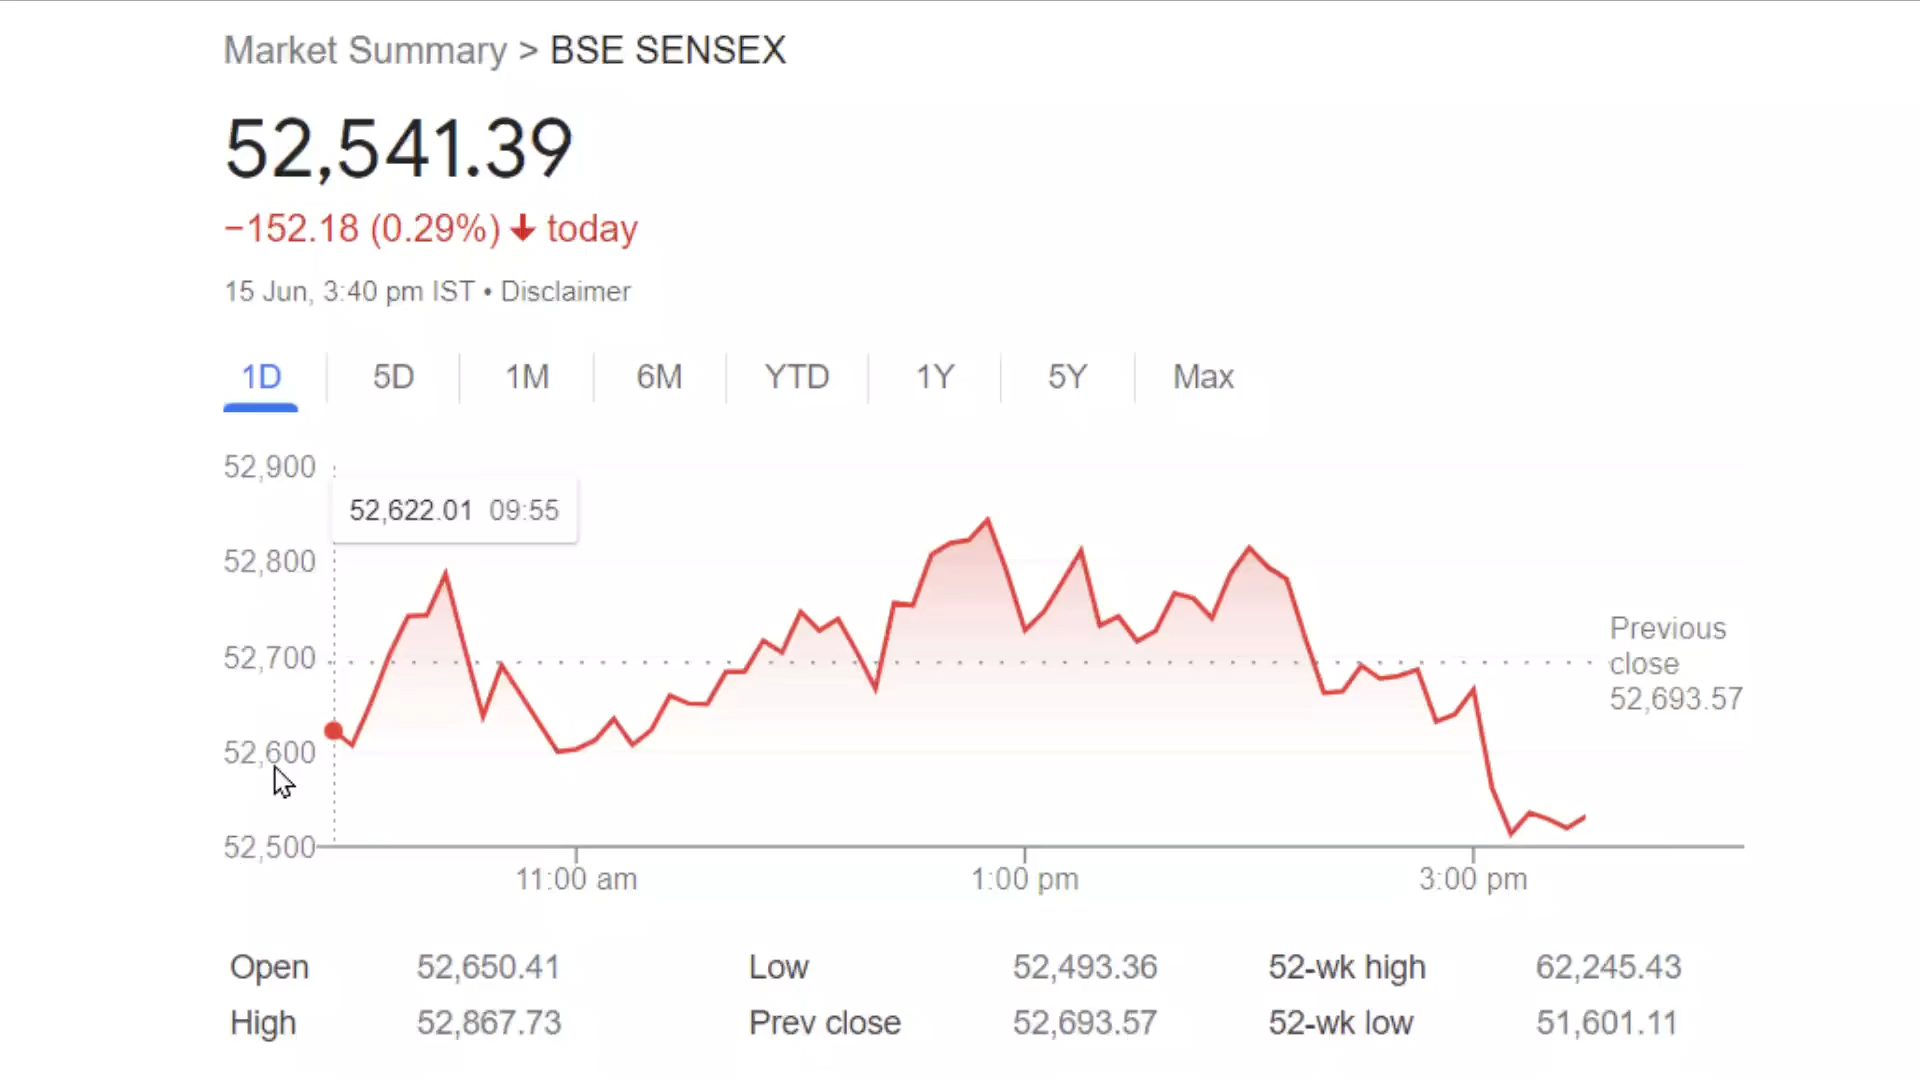 Market Summary > BSE SENSEX
52,541.39
−152.18 (0.29%) ↓ today
15 Jun, 3:40 pm IST • Disclaimer
1D 5D 1M 6M YTD 1Y 5Y Max
52,900
52,622.01 09:55
52,800
52,700
52,600
52,500
Previous
close
52,693.57
11:00 am 1:00 pm 3:00 pm
Open 52,650.41 Low 52,493.36 52-wk high 62,245.43
High 52,867.73 Prev close 52,693.57 52-wk low 51,601.11